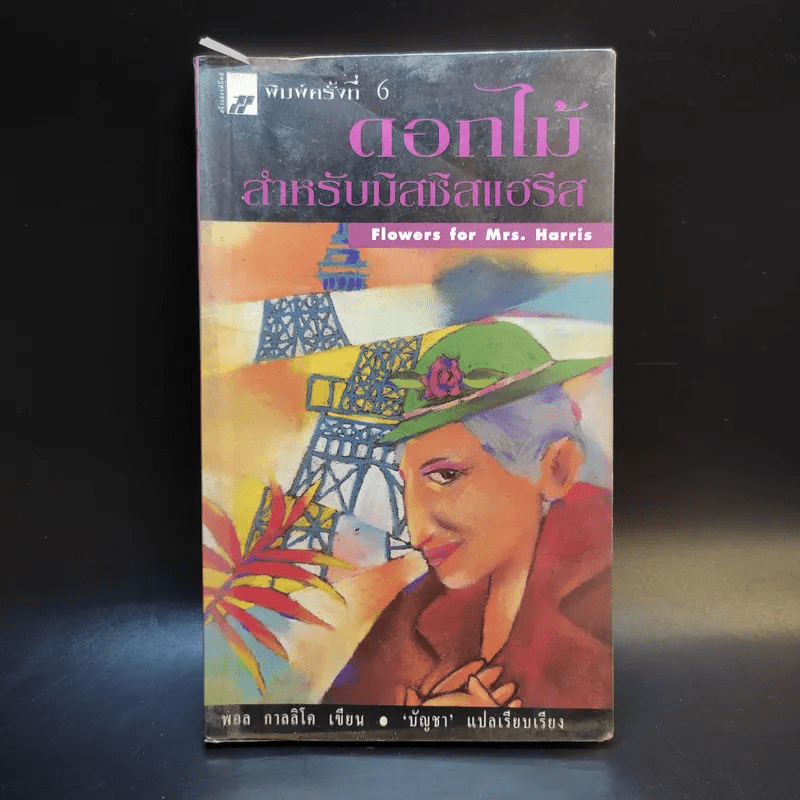 พิมพ์ครั้งที่ 6
ดอกไม้
สำหรับมิสซิสแฮรีส
Flowers for Mrs. Harris
พอล กาลลิโค เขียน • ‘บัญชา’ แปลเรียบเรียง